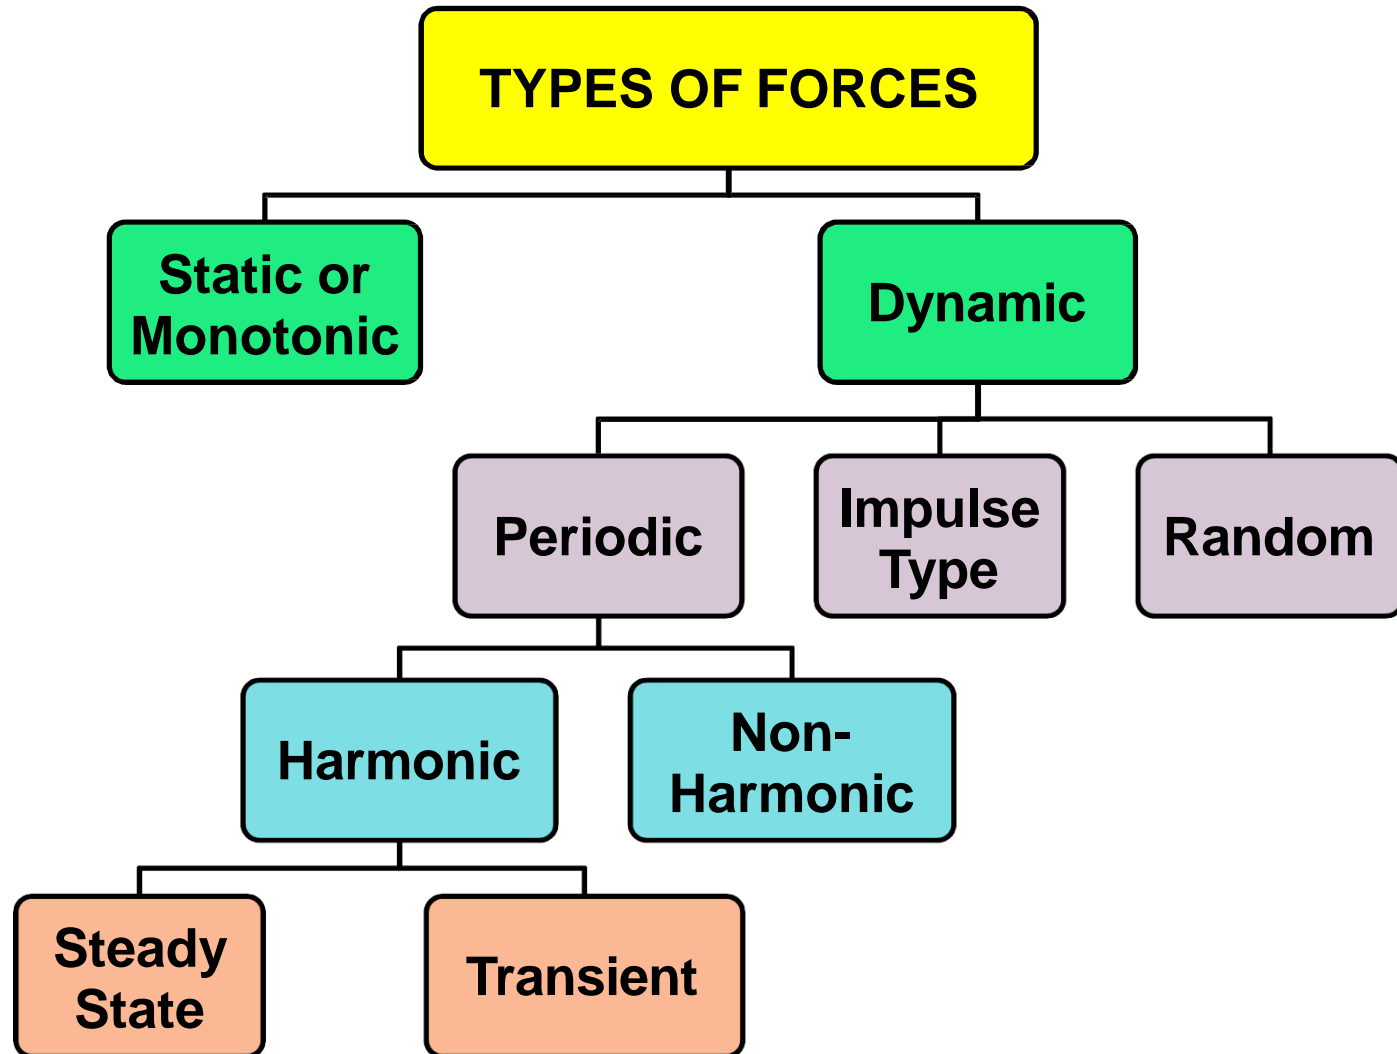 TYPES OF FORCES
Static or
Monotonic
Dynamic
Periodic
Impulse
Type
Random
Harmonic
Non-
Harmonic
Steady
State
Transient